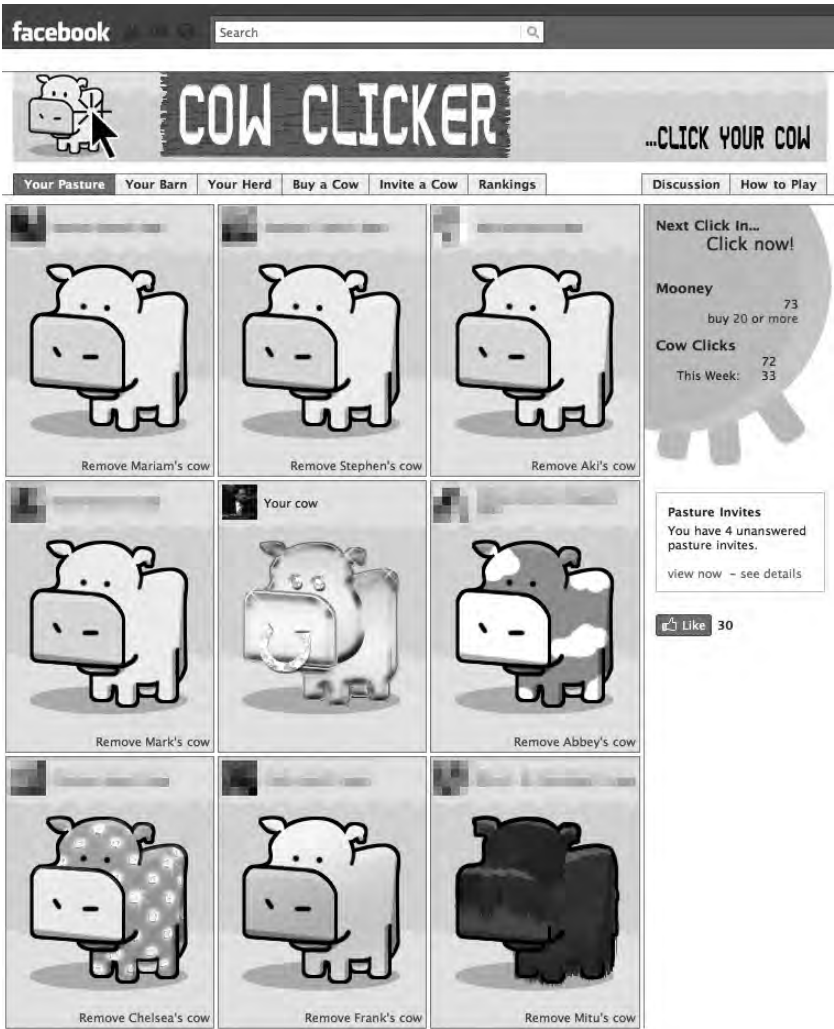 facebook
Search
COW CLICKER
...CLICK YOUR COW
Your Pasture Your Barn Your Herd Buy a Cow Invite a Cow Rankings Discussion How to Play
Next Click In...
Click now!
Mooney
73
buy 20 or more
Cow Clicks
72
This Week: 33
Remove Mariam's cow Remove Stephen's cow Remove Aki's cow
Your cow
Pasture Invites
You have 4 unanswered
pasture invites.
view now – see details
Like 30
Remove Mark's cow Remove Abbey's cow
Remove Chelsea's cow Remove Frank's cow Remove Mitu's cow